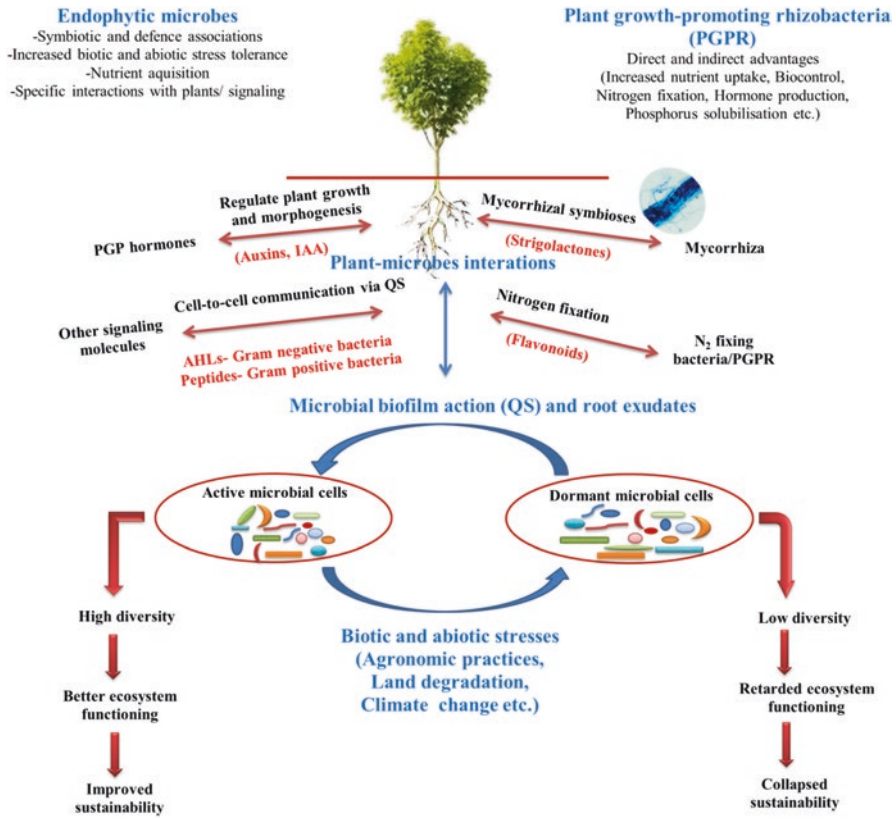 Endophytic microbes
-Symbiotic and defence associations
-Increased biotic and abiotic stress tolerance
-Nutrient aquisition
-Specific interactions with plants/ signaling
Plant growth-promoting rhizobacteria
(PGPR)
Direct and indirect advantages
(Increased nutrient uptake, Biocontrol,
Nitrogen fixation, Hormone production,
Phosphorus solubilisation etc.)
Regulate plant growth
and morphogenesis
PGP hormones
(Auxins, IAA)
Mycorrhizal symbioses
(Strigolactones)
Mycorrhiza
Plant-microbes interations
Cell-to-cell communication via QS
Other signaling
molecules
AHLs- Gram negative bacteria
Peptides- Gram positive bacteria
Nitrogen fixation
(Flavonoids)
N₂ fixing
bacteria/PGPR
Microbial biofilm action (QS) and root exudates
Active microbial cells
Dormant microbial cells
High diversity
Better ecosystem
functioning
Improved
sustainability
Biotic and abiotic stresses
(Agronomic practices,
Land degradation,
Climate change etc.)
Low diversity
Retarded ecosystem
functioning
Collapsed
sustainability